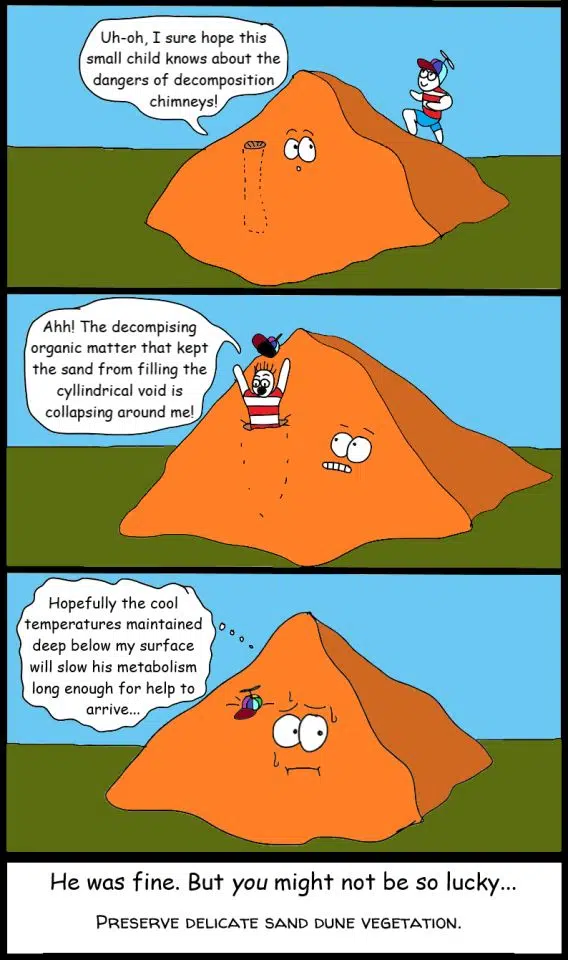 Uh-oh, I sure hope this
small child knows about the
dangers of decomposition
chimneys!
Ahh! The decompising
organic matter that kept
the sand from filling the
cyllindrical void is
collapsing around me!
Hopefully the cool
temperatures maintained
deep below my surface
will slow his metabolism
long enough for help to
arrive...
He was fine. But you might not be so lucky...
Preserve delicate sand dune vegetation.